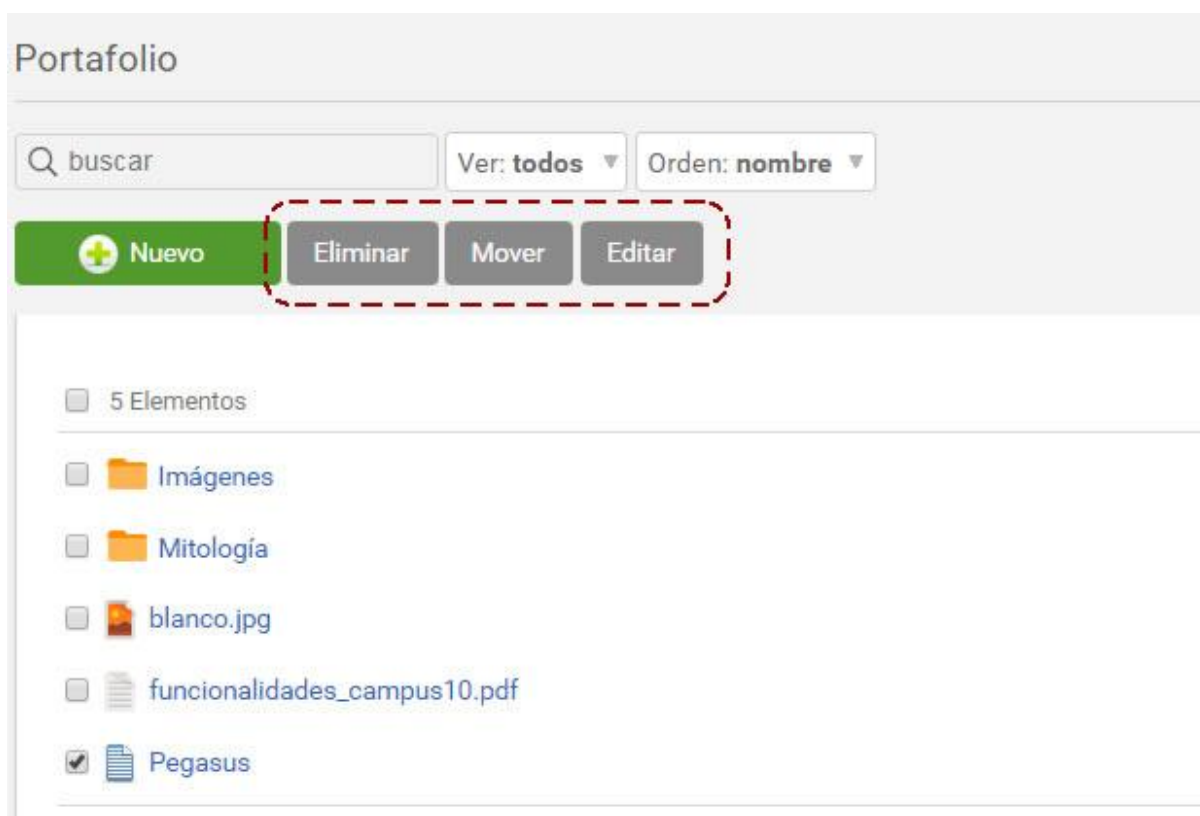 Portafolio
buscar Ver: todos Orden: nombre
Nuevo Eliminar Mover Editar
5 Elementos
Imágenes
Mitología
blanco.jpg
funcionalidades_campus10.pdf
Pegasus